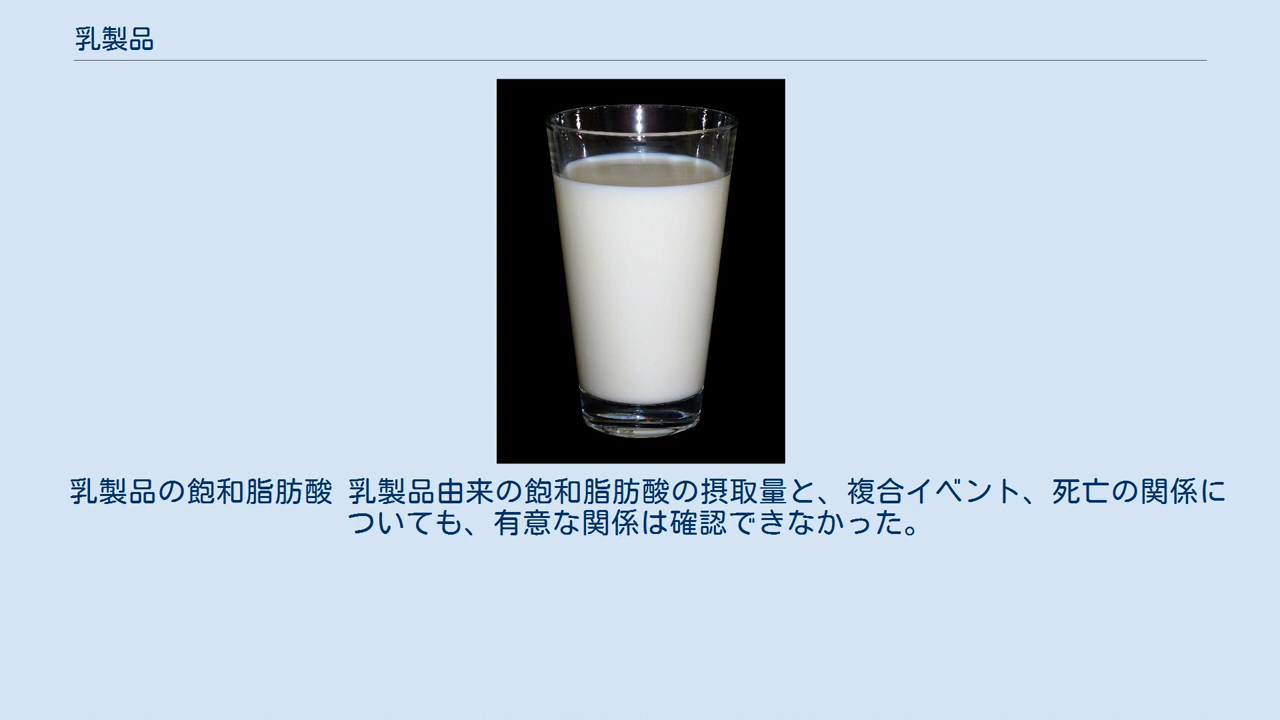 乳製品
乳製品の飽和脂肪酸 乳製品由来の飽和脂肪酸の摂取量と、複合イベント、死亡の関係に
ついても、有意な関係は確認できなかった。